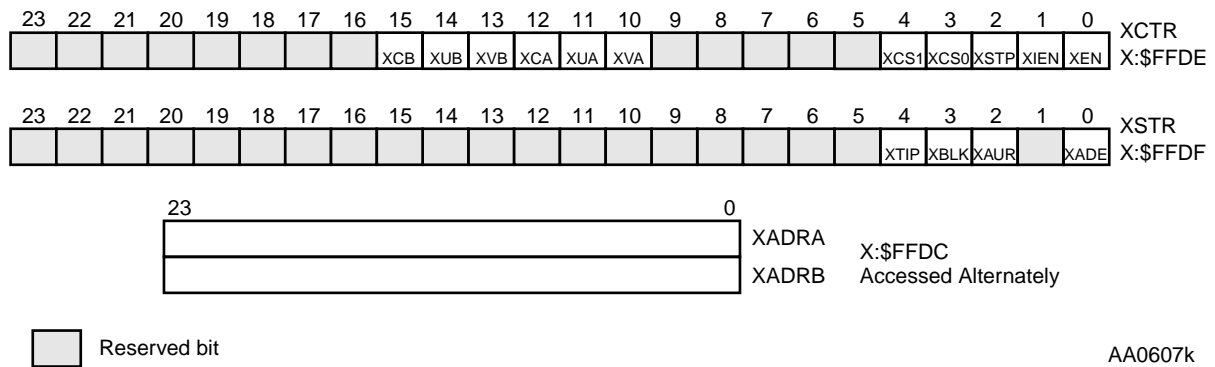 23 22 21 20 19 18 17 16 15 14 13 12 11 10 9 8 7 6 5 4 3 2 1 0 XCTR
XCB XUB XVB XCA XUA XVA XCS1 XCS0 XSTP XIEN XEN X:$FFDE
23 22 21 20 19 18 17 16 15 14 13 12 11 10 9 8 7 6 5 4 3 2 1 0 XSTR
XTIP XBLK XAUR XADE X:$FFDF
23 0
XADRA
X:$FFDC
XADRB Accessed Alternately
Reserved bit
AA0607k